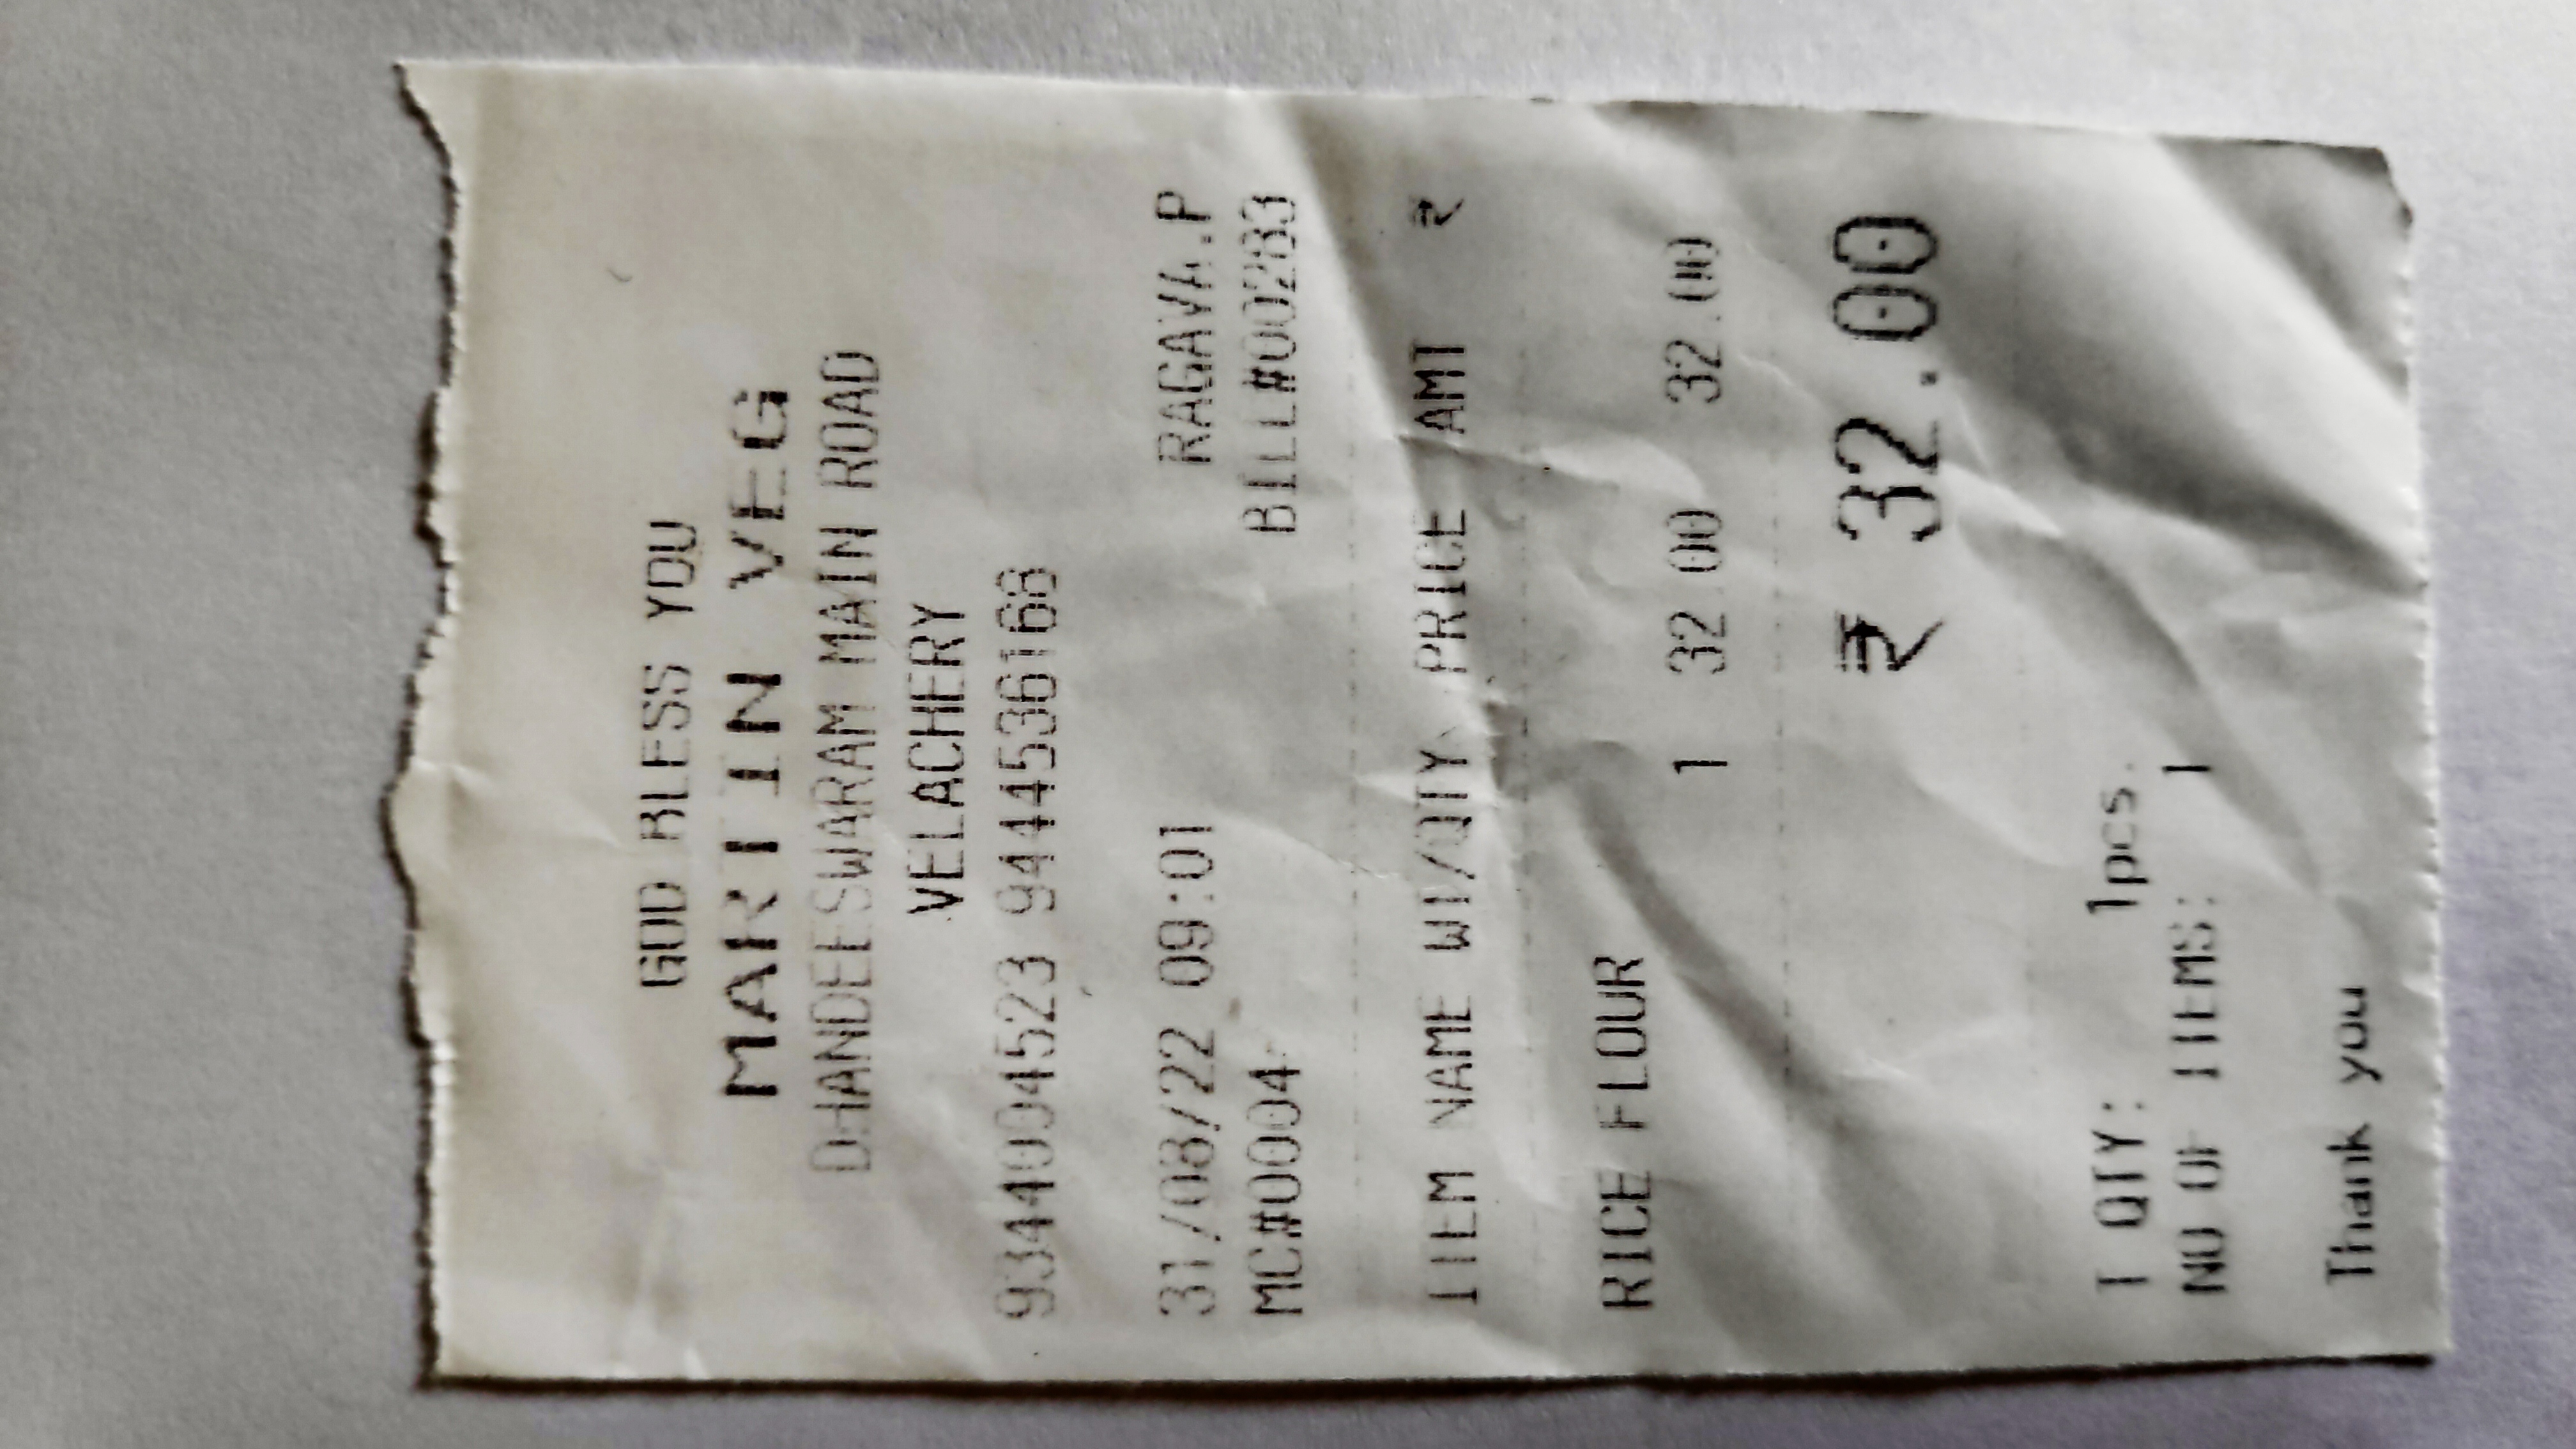 GOD BLESS YOU
MARTIN VEG
DHANDEESWARAM MAIN ROAD
VELACHERY
9344094523 9444536168
31/08/22 09:01 RAGAVA.P
MC#0004 BILL#00283
ITEM NAME WT/QTY PRICE AMT ₹
RICE FLOUR
1 32.00 32.00
₹ 32.00
T QTY: 1pcs.
NO OF ITEMS: 1
Thank you